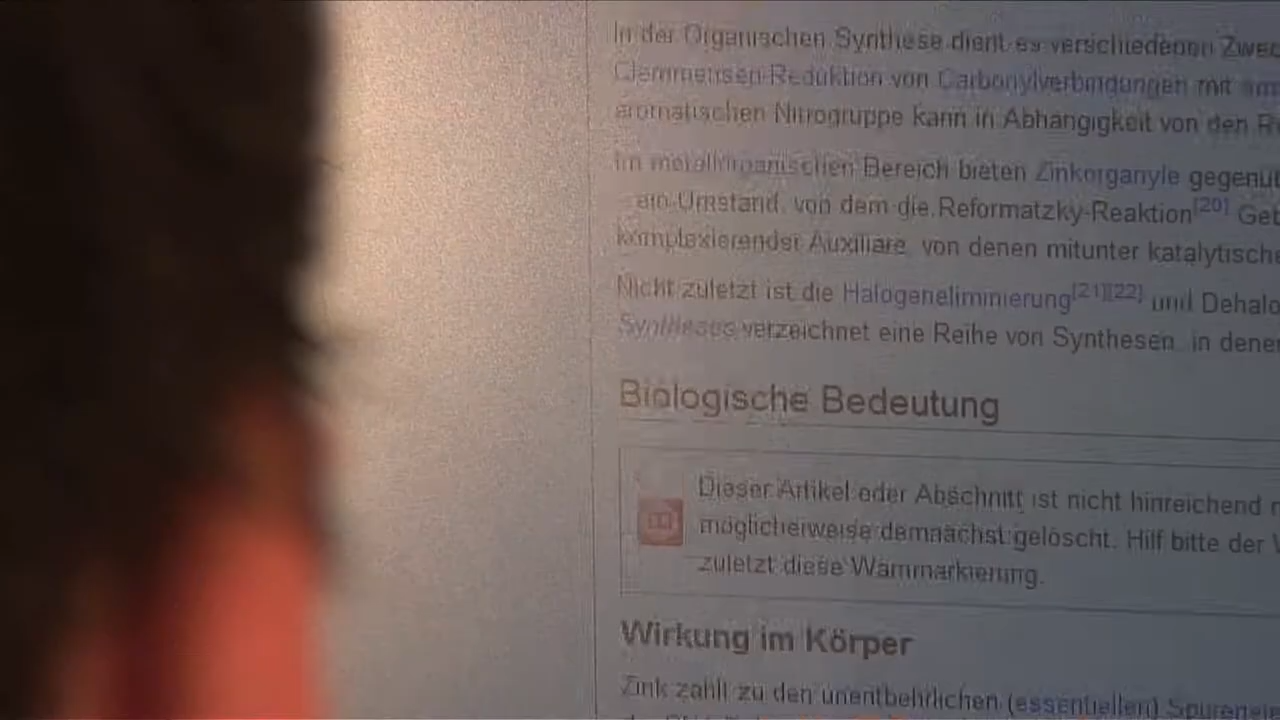 In der Organischen Synthese dient es verschiedenen
Clemmensen-Reduktion von Carbonylverbindungen mit
aromatischen Nitrogruppe kann in Abhängigkeit von den
Im metallorganischen Bereich bieten Zinkorganyle
ein Umstand, von dem die Reformatzky-Reaktion[20]
komplexierender Auxiliare, von denen mitunter
Nicht zuletzt ist die Halogeneliminierung[21][22] und
Syntheses verzeichnet eine Reihe von Synthesen, in
Biologische Bedeutung
Dieser Artikel oder Abschnitt ist nicht hinreichend
möglicherweise demnächst gelöscht. Hilf bitte der
zuletzt diese Warnmarkierung.
Wirkung im Körper
Zink zählt zu den unentbehrlichen (essentiellen)